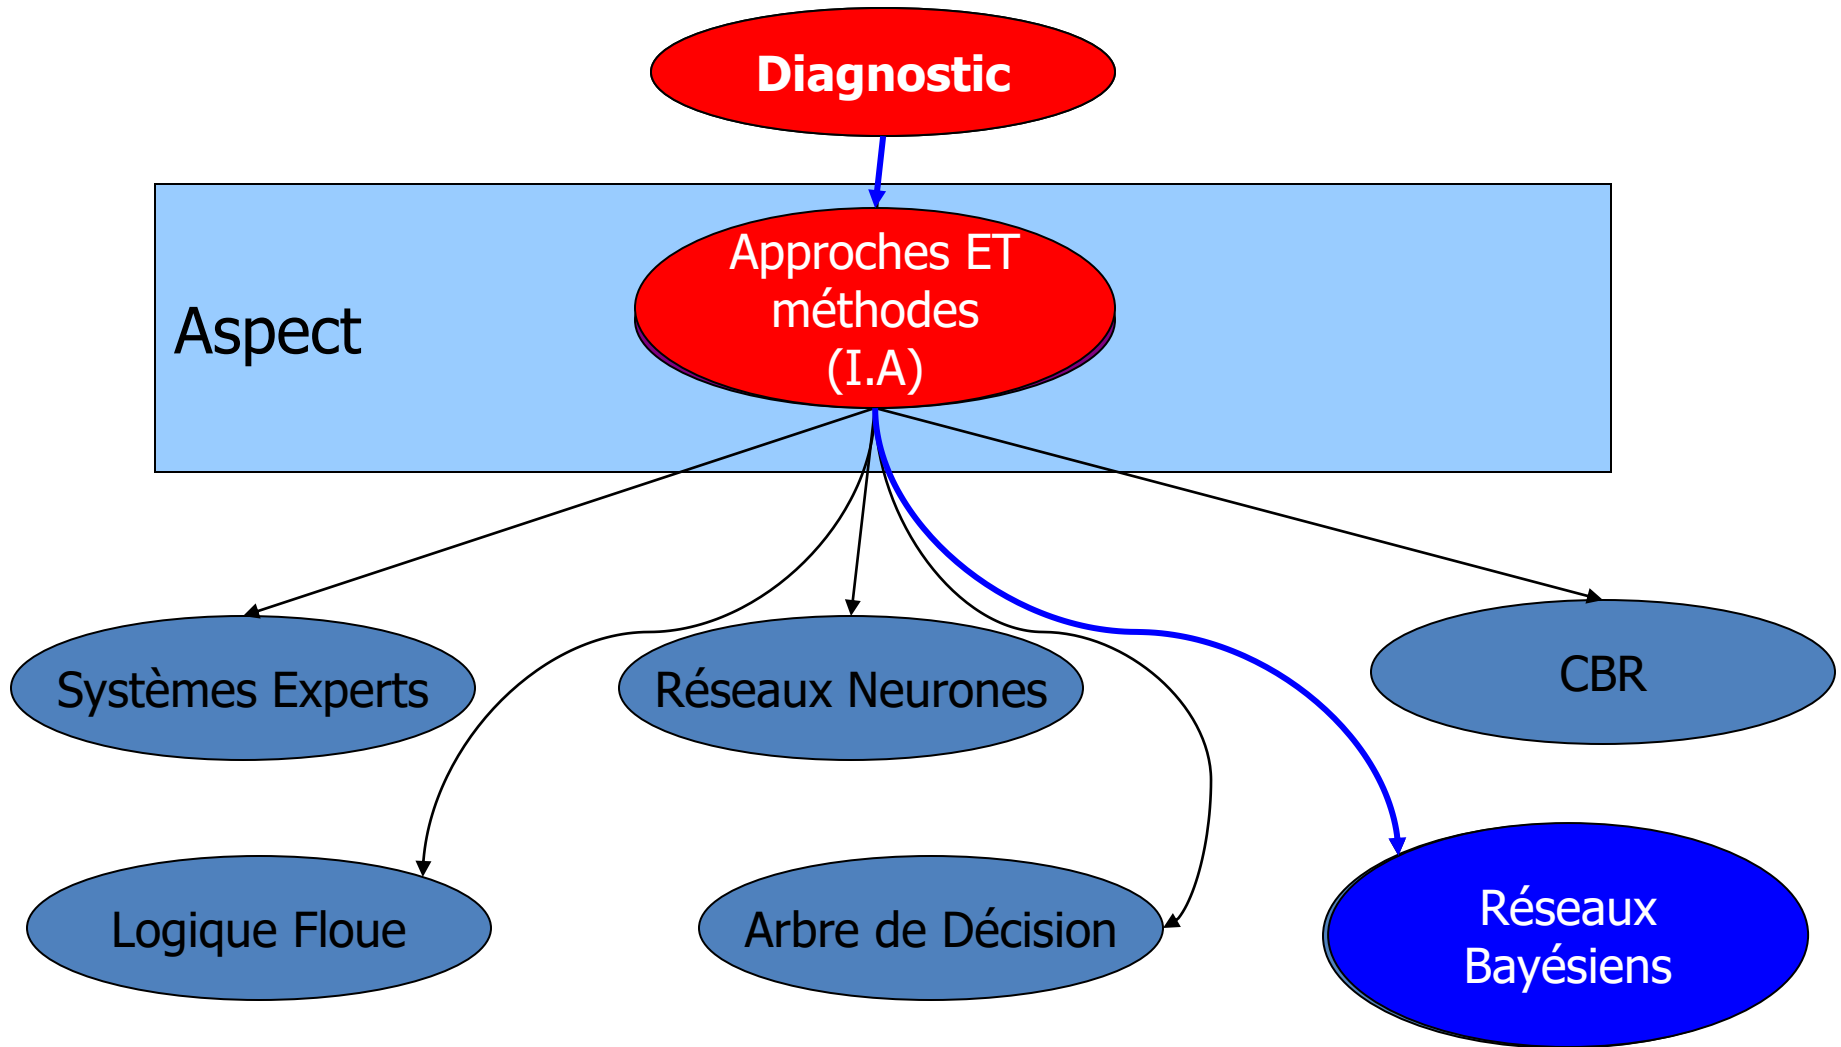 Diagnostic
Approches ET
méthodes
(I.A)
Aspect
Systèmes Experts
Réseaux Neurones
CBR
Logique Floue
Arbre de Décision
Réseaux
Bayésiens